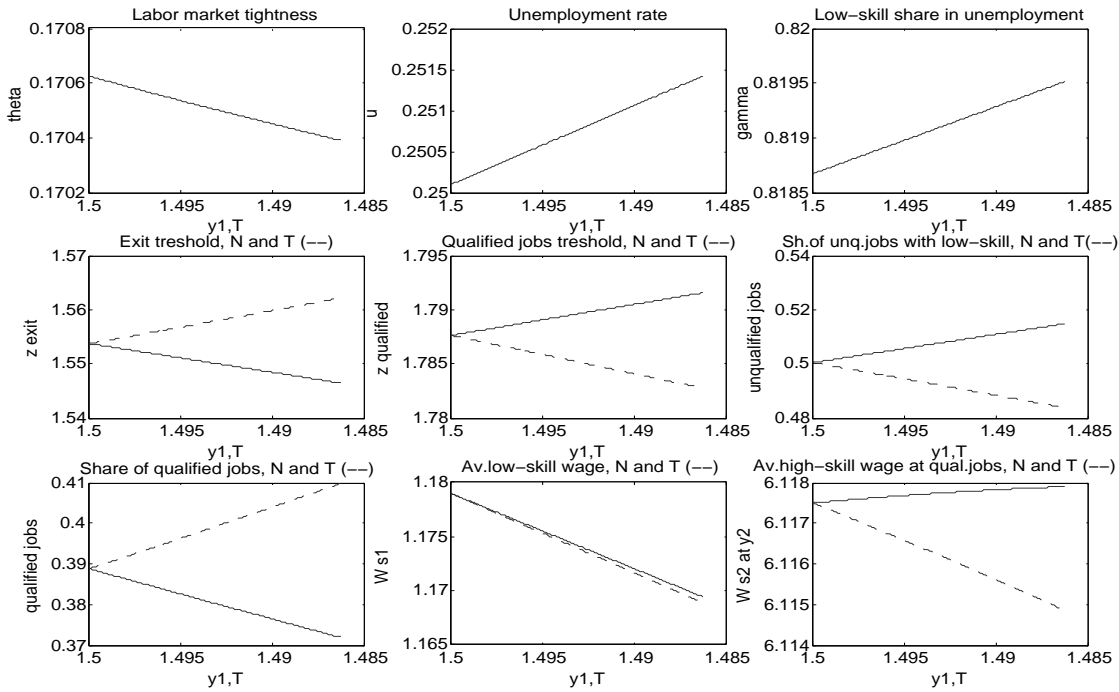 Labor market tightness
0.1708
0.1706
0.1704
0.1702
theta
1.5
1.495
1.49
1.485
y1,T
Unemployment rate
0.252
0.2515
0.251
0.2505
0.25
u
1.5
1.495
1.49
1.485
y1,T
Low−skill share in unemployment
0.82
0.8195
0.819
0.8185
gamma
1.5
1.495
1.49
1.485
y1,T
Exit treshold, N and T (−−)
1.57
1.56
1.55
1.54
z exit
1.5
1.495
1.49
1.485
y1,T
Qualified jobs treshold, N and T (−−)
1.795
1.79
1.785
1.78
z qualified
1.5
1.495
1.49
1.485
y1,T
Sh.of unq.jobs with low−skill, N and T(−−)
0.54
0.52
0.5
0.48
unqualified jobs
1.5
1.495
1.49
1.485
y1,T
Share of qualified jobs, N and T (−−)
0.41
0.4
0.39
0.38
0.37
qualified jobs
1.5
1.495
1.49
1.485
y1,T
Av.low−skill wage, N and T (−−)
1.18
1.175
1.17
1.165
W s1
1.5
1.495
1.49
1.485
y1,T
Av.high−skill wage at qual.jobs, N and T (−−)
6.118
6.117
6.116
6.115
6.114
W s2 at y2
1.5
1.495
1.49
1.485
y1,T